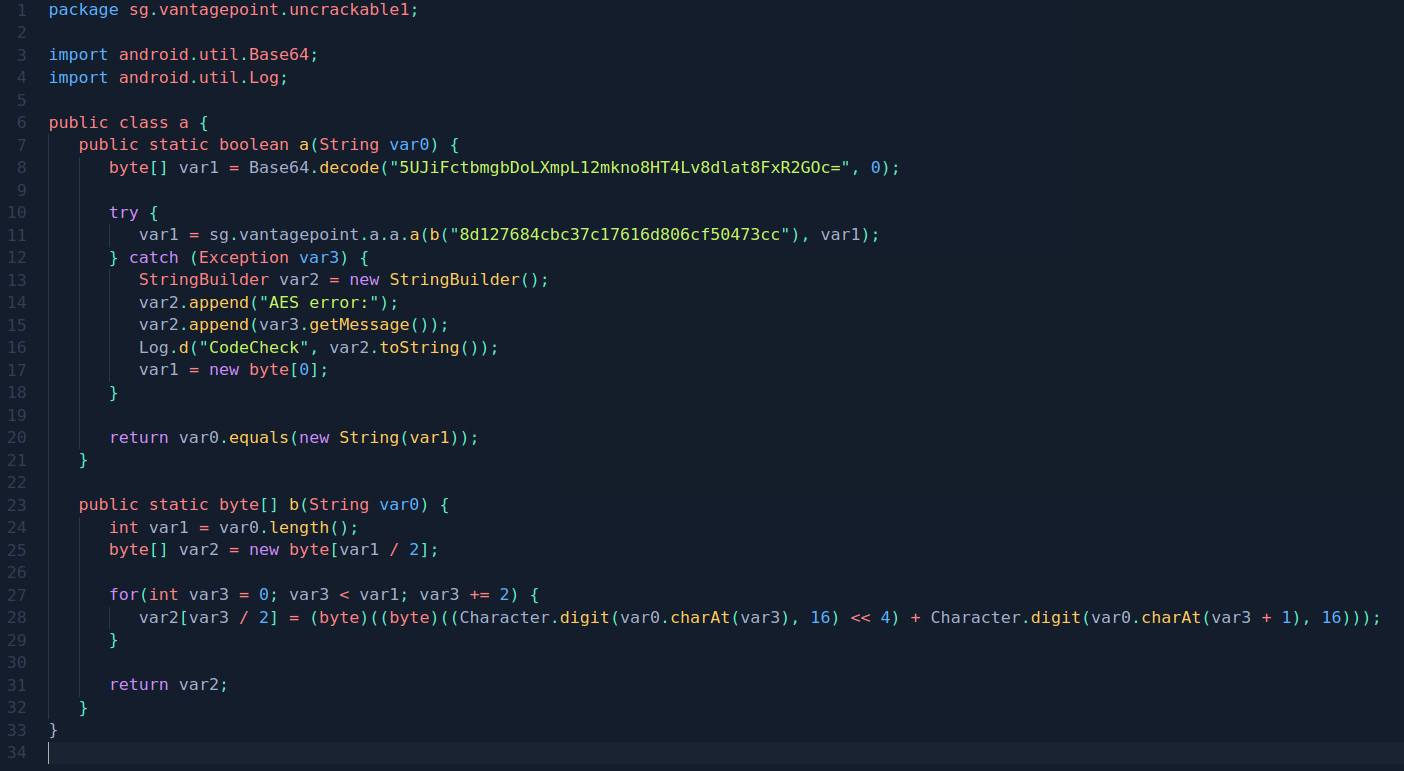 1 package sg.vantagepoint.uncrackable1;
2
3 import android.util.Base64;
4 import android.util.Log;
5
6 public class a {
7    public static boolean a(String var0) {
8       byte[] var1 = Base64.decode("5UJiFctbmgbDoLXmpL12mkno8HT4Lv8dlat8FxR2GOc=", 0);
9
10       try {
11          var1 = sg.vantagepoint.a.a.a(b("8d127684cbc37c17616d806cf50473cc"), var1);
12       } catch (Exception var3) {
13          StringBuilder var2 = new StringBuilder();
14          var2.append("AES error:");
15          var2.append(var3.getMessage());
16          Log.d("CodeCheck", var2.toString());
17          var1 = new byte[0];
18       }
19
20       return var0.equals(new String(var1));
21    }
22
23    public static byte[] b(String var0) {
24       int var1 = var0.length();
25       byte[] var2 = new byte[var1 / 2];
26
27       for(int var3 = 0; var3 < var1; var3 += 2) {
28          var2[var3 / 2] = (byte)((byte)((Character.digit(var0.charAt(var3), 16) << 4) + Character.digit(var0.charAt(var3 + 1), 16)));
29       }
30
31       return var2;
32    }
33 }
34